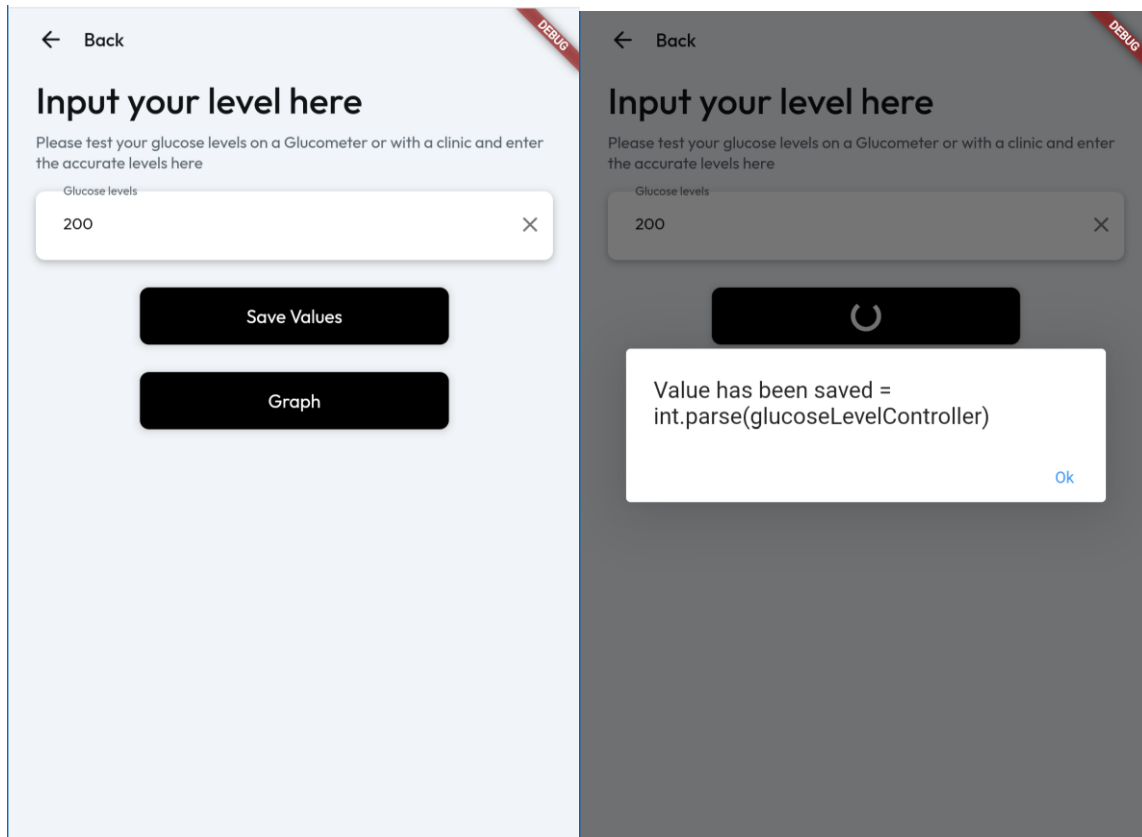 Back
DEBUG
Input your level here
Please test your glucose levels on a Glucometer or with a clinic and enter
the accurate levels here
Glucose levels
200
Save Values
Graph
Back
DEBUG
Input your level here
Please test your glucose levels on a Glucometer or with a clinic and enter
the accurate levels here
Glucose levels
200
Value has been saved =
int.parse(glucoseLevelController)
Ok